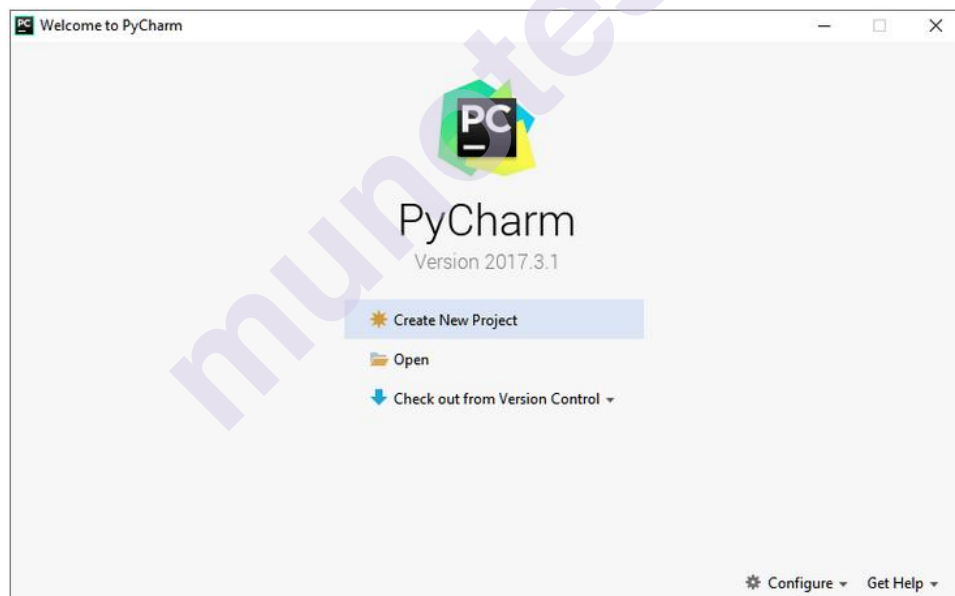 Welcome to PyCharm
PC
PyCharm
Version 2017.3.1
Create New Project
Open
Check out from Version Control
Configure
Get Help
munotes